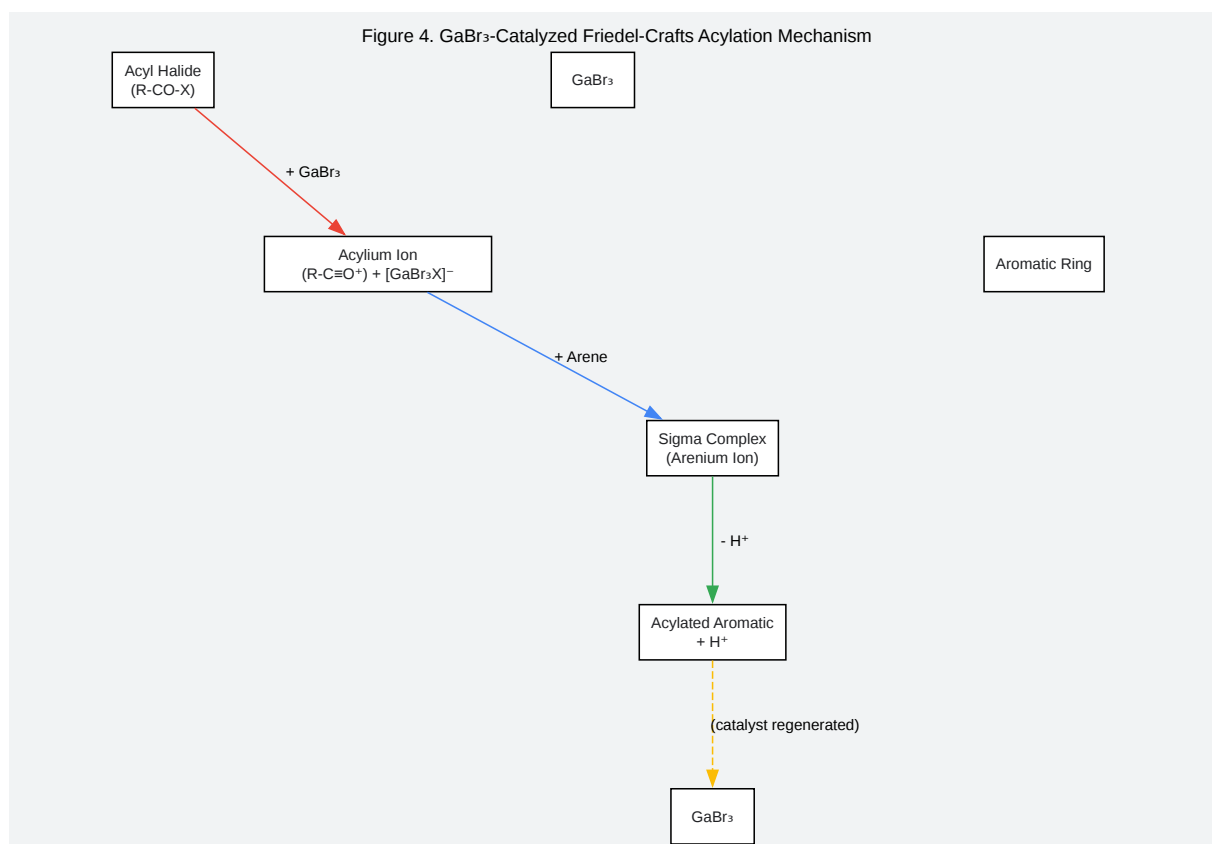 Figure 4. GaBr₃-Catalyzed Friedel-Crafts Acylation Mechanism
Acyl Halide
(R-CO-X)
GaBr₃
+ GaBr₃
Acylium Ion
(R-C≡O⁺) + [GaBr₃X]⁻
Aromatic Ring
+ Arene
Sigma Complex
(Arenium Ion)
- H⁺
Acylated Aromatic
+ H⁺
(catalyst regenerated)
GaBr₃